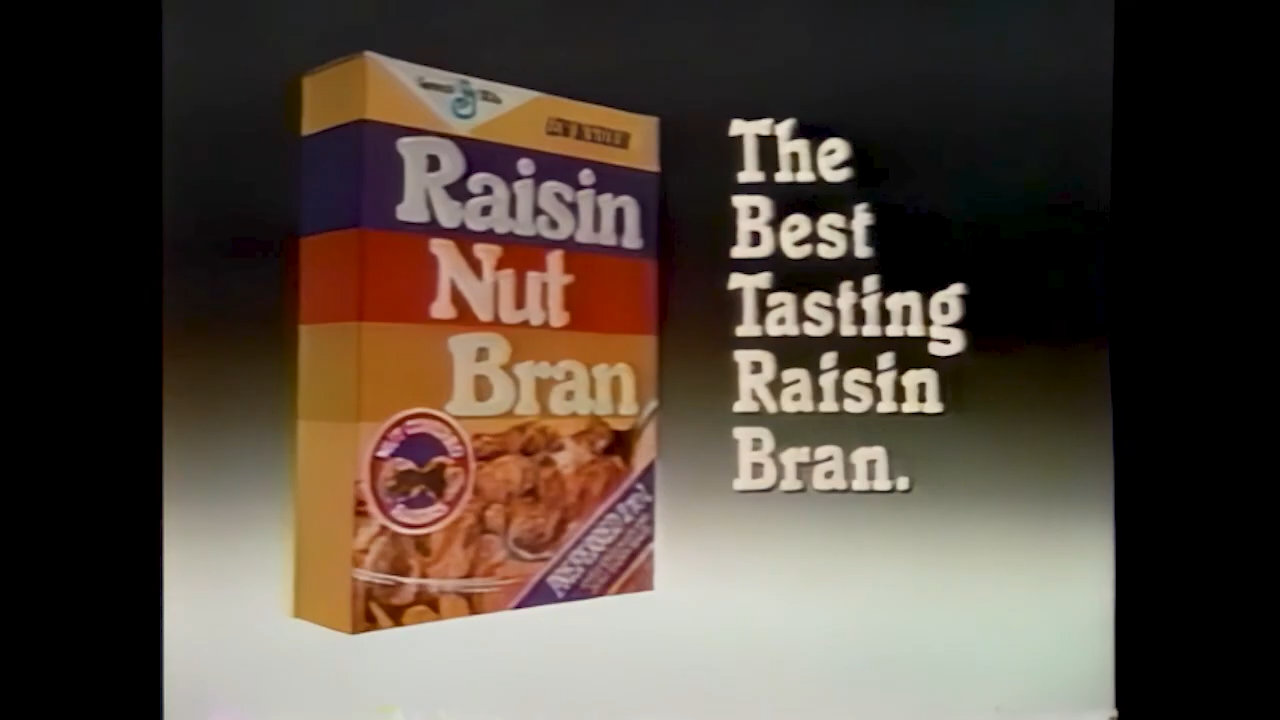 Raisin
Nut
Bran
The
Best
Tasting
Raisin
Bran.